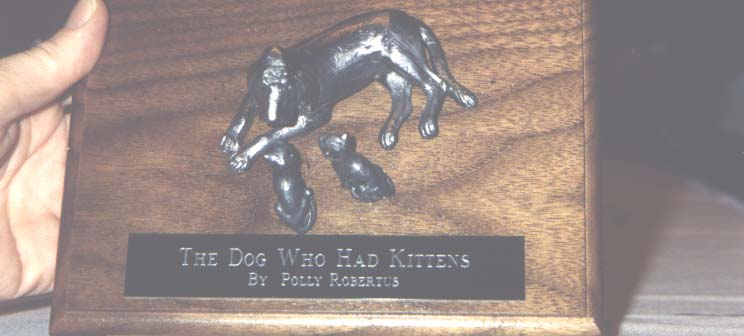 The Dog Who Had Kittens
By Polly Robertus